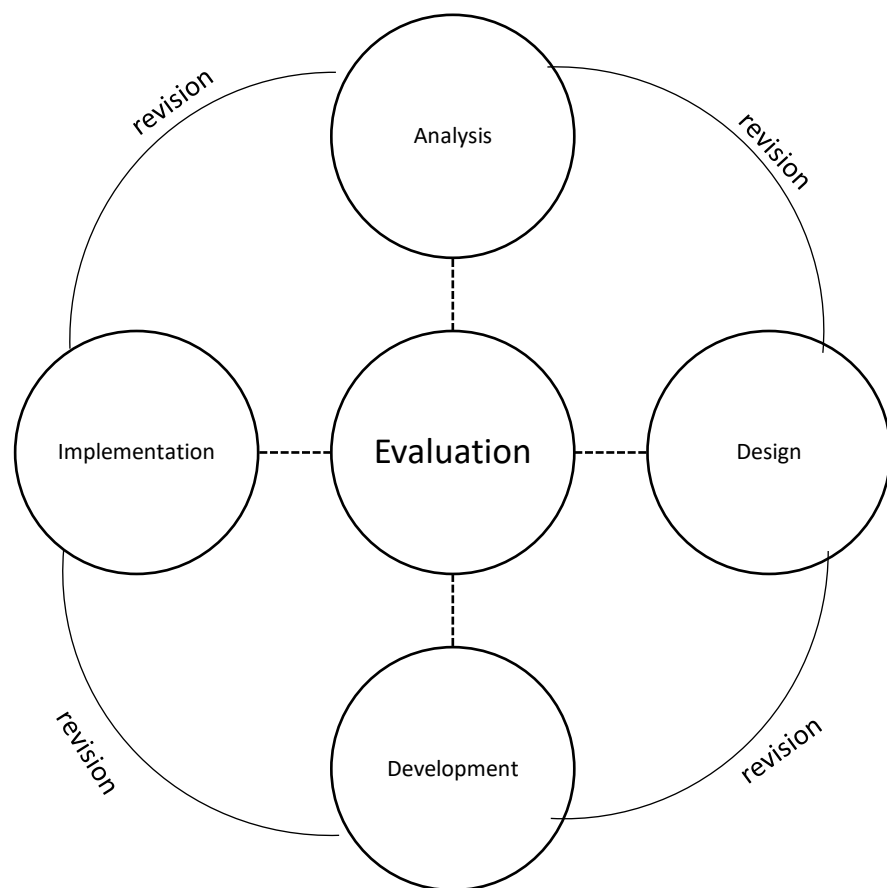 revision
revision
Analysis
Implementation
Evaluation
Design
revision
revision
Development